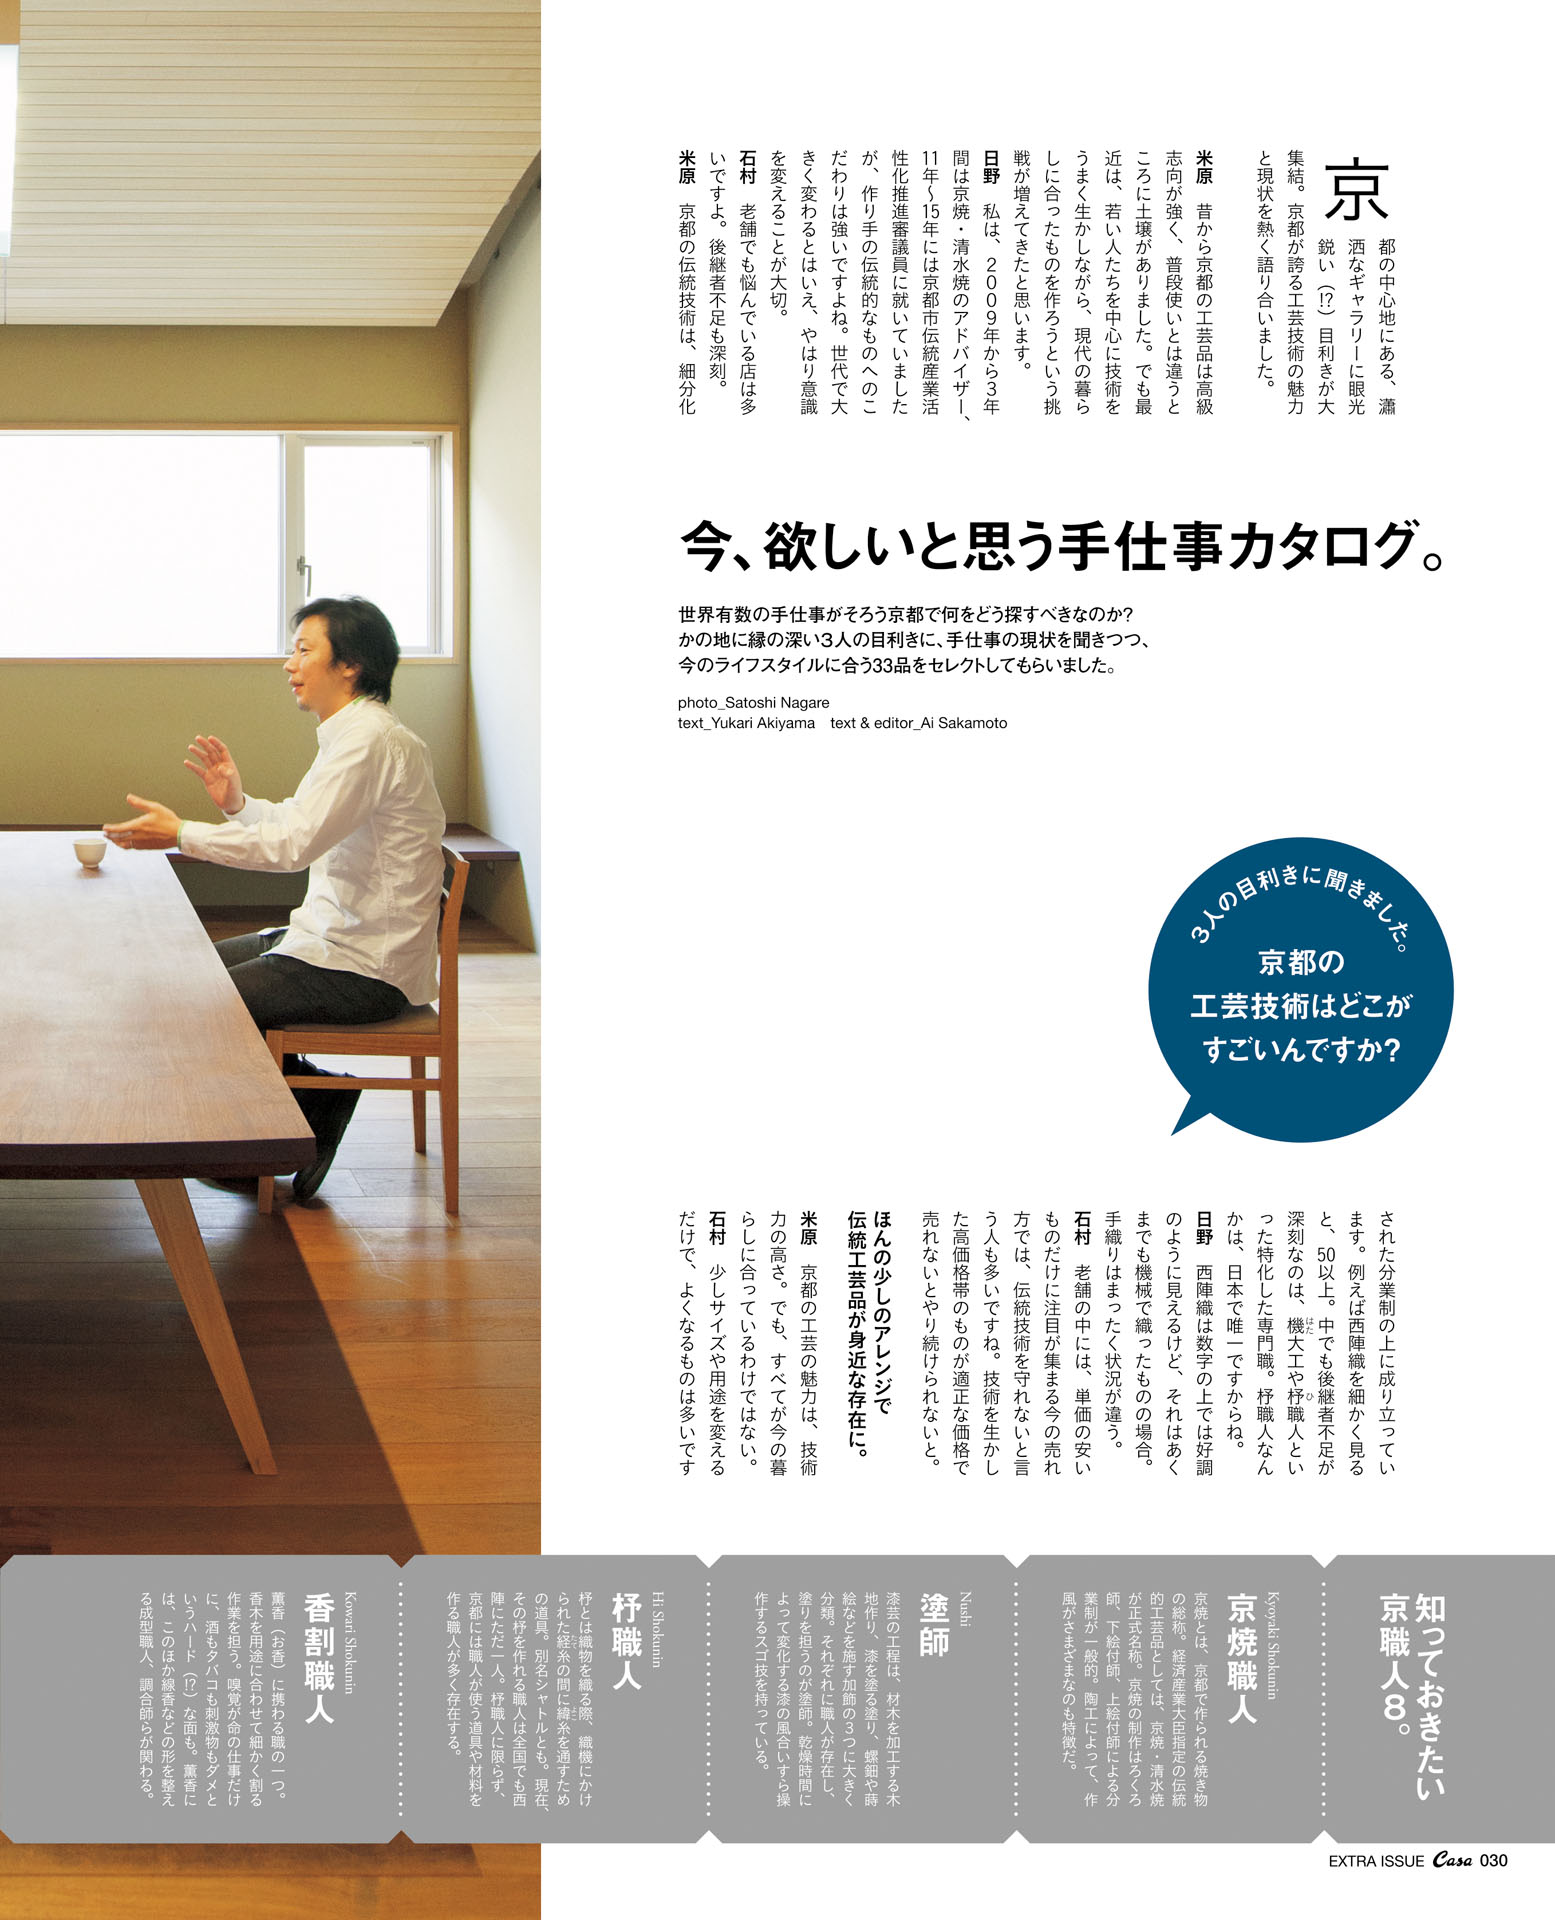 今、欲しいと思う手仕事カタログ。
世界有数の手仕事がそろう京都で何をどう探すべきなのか?
かの地に縁の深い3人の目利きに、手仕事の現状を聞きつつ、
今のライフスタイルに合う33品をセレクトしてもらいました。
photo_Satoshi Nagare
text_Yukari Akiyama　text & editor_Ai Sakamoto
京
都の中心地にある、瀟
洒なギャラリーに眼光
鋭い（!?）目利きが大
集結。京都が誇る工芸技術の魅力
と現状を熱く語り合いました。
米原　昔から京都の工芸品は高級
志向が強く、普段使いとは違うと
ころに土壌がありました。でも最
近は、若い人たちを中心に技術を
うまく生かしながら、現代の暮ら
しに合ったものを作ろうという挑
戦が増えてきたと思います。
日野　私は、2009年から3年
間は京焼・清水焼のアドバイザー、
11年〜15年には京都市伝統産業活
性化推進審議員に就いていました
が、作り手の伝統的なものへのこ
だわりは強いですよね。世代で大
きく変わるとはいえ、やはり意識
を変えることが大切。
石村　老舗でも悩んでいる店は多
いですよ。後継者不足も深刻。
米原　京都の伝統技術は、細分化
3人の目利きに聞きました。
京都の
工芸技術はどこが
すごいんですか?
された分業制の上に成り立ってい
ます。例えば西陣織を細かく見る
と、50以上。中でも後継者不足が
深刻なのは、機大工や杼職人とい
はた
ひ
った特化した専門職。杼職人なん
かは、日本で唯一ですからね。
日野　西陣織は数字の上では好調
のように見えるけど、それはあく
までも機械で織ったものの場合。
手織りはまったく状況が違う。
石村　老舗の中には、単価の安い
ものだけに注目が集まる今の売れ
方では、伝統技術を守れないと言
う人も多いですね。技術を生かし
た高価格帯のものが適正な価格で
売れないとやり続けられないと。
ほんの少しのアレンジで
伝統工芸品が身近な存在に。
米原　京都の工芸の魅力は、技術
力の高さ。でも、すべてが今の暮
らしに合っているわけではない。
石村　少しサイズや用途を変える
だけで、よくなるものは多いです
知っておきたい
京職人8。
Kyoyaki Shokunin
京焼職人
京焼とは、京都で作られる焼き物
の総称。経済産業大臣指定の伝統
的工芸品としては、京焼・清水焼
が正式名称。京焼の制作はろくろ
師、下絵付師、上絵付師による分
業制が一般的。陶工によって、作
風がさまざまなのも特徴だ。
Nushi
塗師
漆芸の工程は、材木を加工する木
地作り、漆を塗る塗り、螺鈿や蒔
絵などを施す加飾の3つに大きく
分類。それぞれに職人が存在し、
塗りを担うのが塗師。乾燥時間に
よって変化する漆の風合いすら操
作するスゴ技を持っている。
Hi Shokunin
杼職人
杼とは織物を織る際、織機にかけ
られた経糸の間に緯糸を通すため
の道具。別名シャトルとも。現在、
その杼を作れる職人は全国でも西
陣にただ一人。杼職人に限らず、
京都には職人が使う道具や材料を
作る職人が多く存在する。
Kowari Shokunin
香割職人
薫香（お香）に携わる職の一つ。
香木を用途に合わせて細かく割る
作業を担う。嗅覚が命の仕事だけ
に、酒もタバコも刺激物もダメと
いうハード（!?）な面も。薫香に
は、このほか線香などの形を整え
る成型職人、調合師らが関わる。
EXTRA ISSUE Casa 030